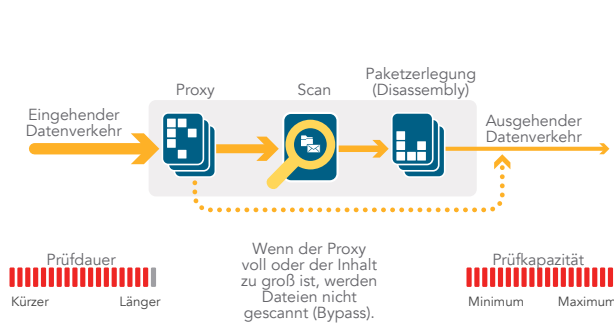 Proxy
Scan
Paketzerlegung
(Disassembly)
Eingehender
Datenverkehr
Ausgehender
Datenverkehr
Prüfdauer
Kürzer
Länger
Wenn der Proxy
voll oder der Inhalt
zu groß ist, werden
Dateien nicht
gescannt (Bypass).
Prüfkapazität
Minimum
Maximum